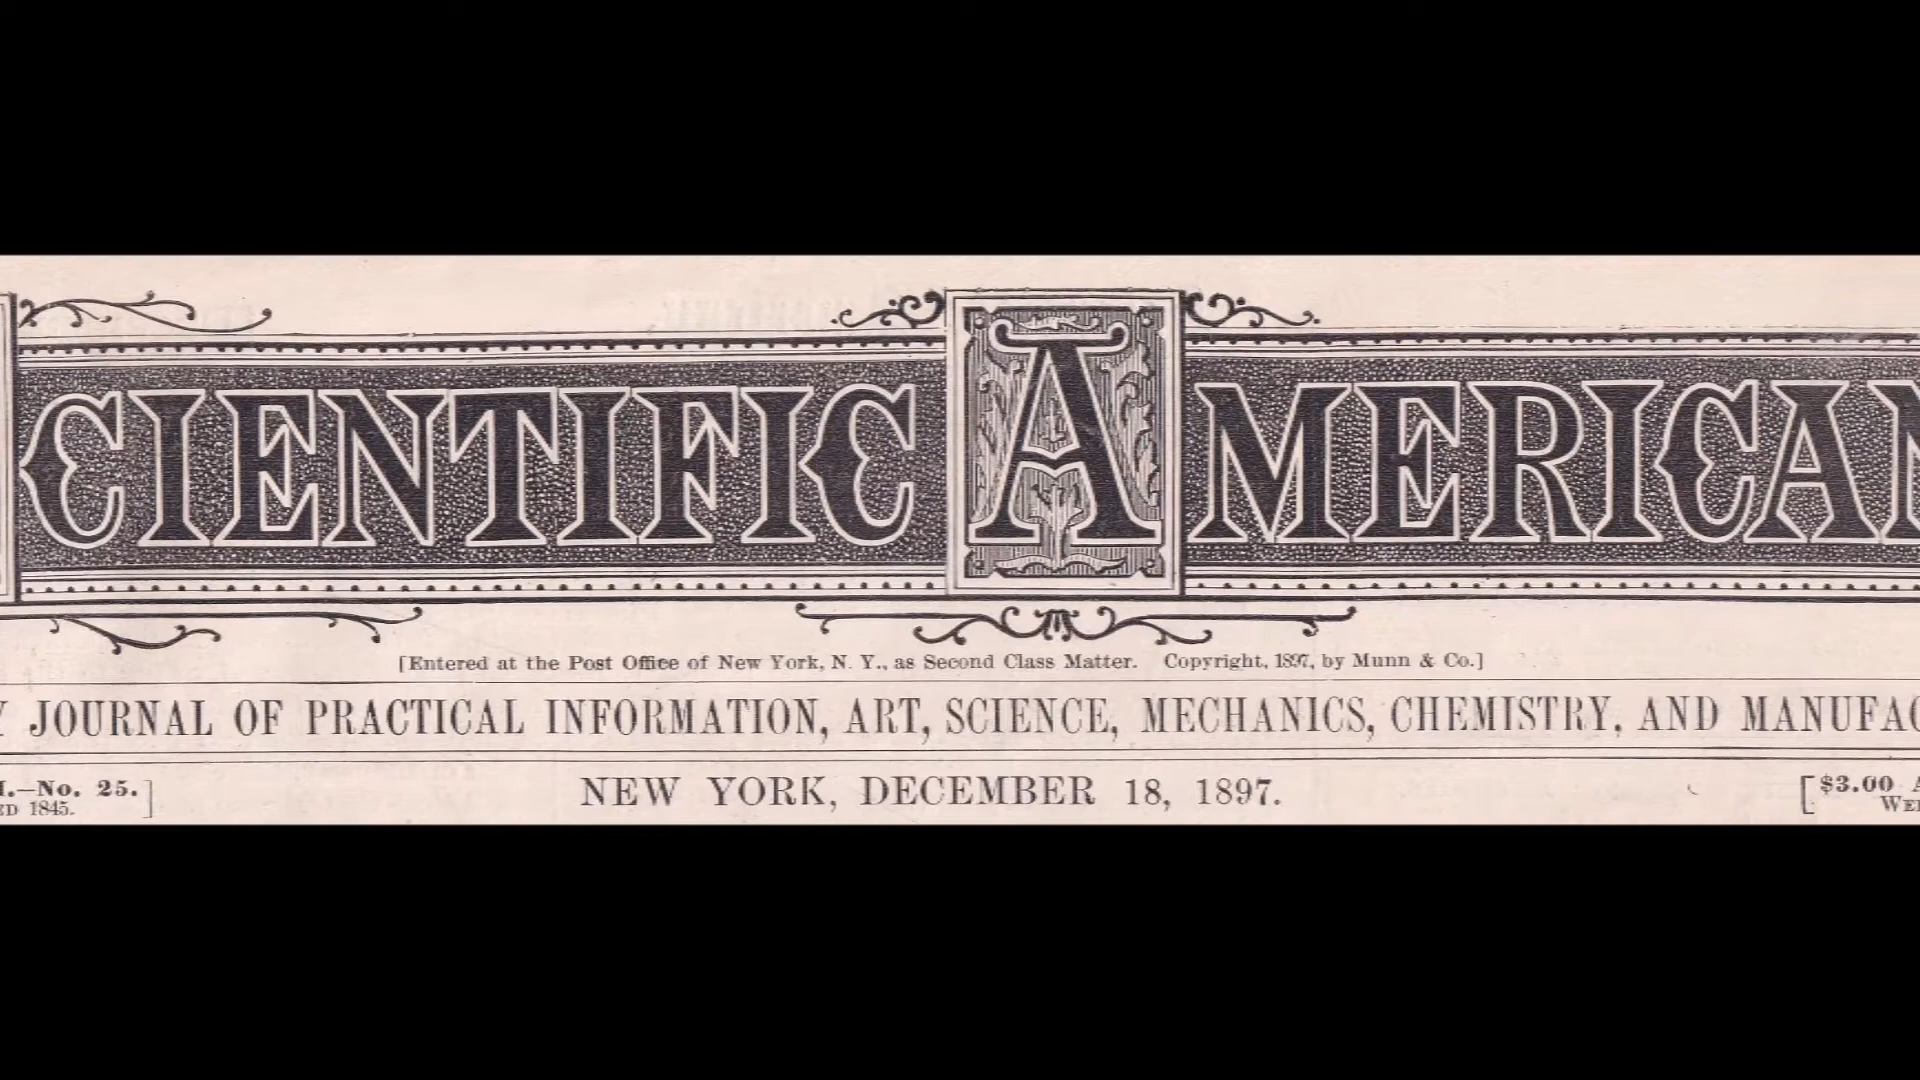 CIENTIFIC AMERICAN
[Entered at the Post Office of New York, N. Y., as Second Class Matter. Copyright, 1897, by Munn & Co.]
JOURNAL OF PRACTICAL INFORMATION, ART, SCIENCE, MECHANICS, CHEMISTRY, AND MANUFAC
.—No. 25.]
ED 1845.
NEW YORK, DECEMBER 18, 1897.
[$3.00 A
WE